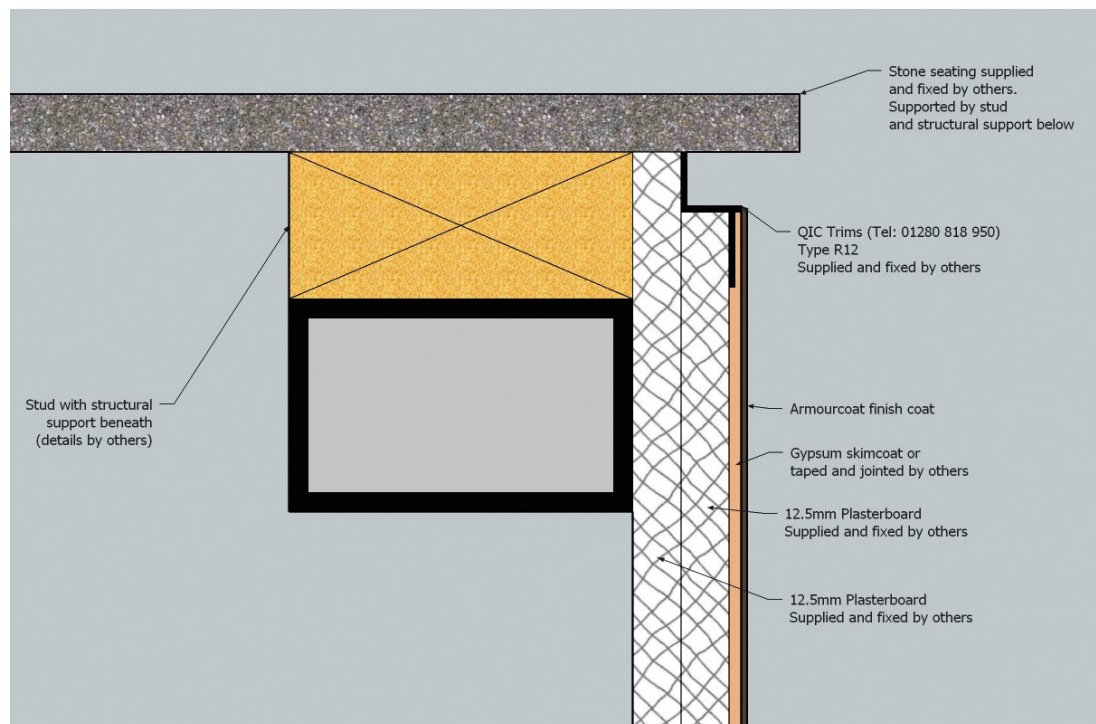 Stone seating supplied
and fixed by others.
Supported by stud
and structural support below
QIC Trims (Tel: 01280 818 950)
Type R12
Supplied and fixed by others
Stud with structural
support beneath
(details by others)
Armourcoat finish coat
Gypsum skimcoat or
taped and jointed by others
12.5mm Plasterboard
Supplied and fixed by others
12.5mm Plasterboard
Supplied and fixed by others